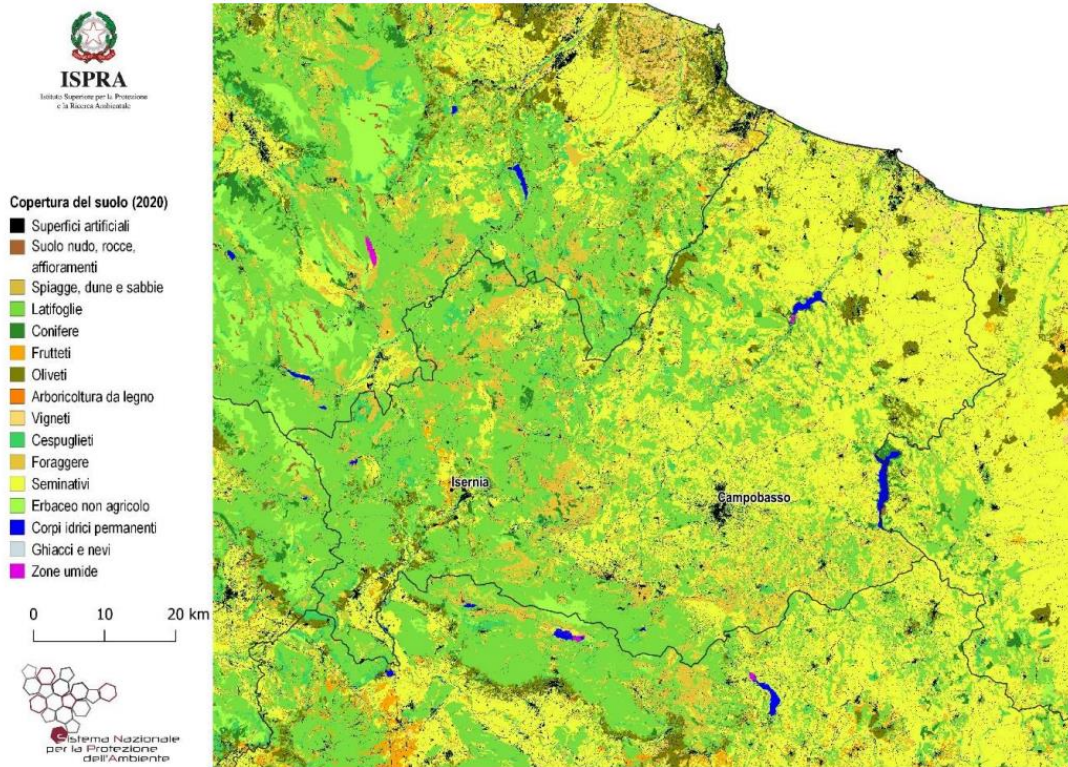 ISPRA
Istituto Superiore per la Protezione
e la Ricerca Ambientale
Copertura del suolo (2020)
Superfici artificiali
Suolo nudo, rocce,
affioramenti
Spiagge, dune e sabbie
Latifoglie
Conifere
Frutteti
Oliveti
Arboricoltura da legno
Vigneti
Cespuglieti
Foraggere
Seminativi
Erbaceo non agricolo
Corpi idrici permanenti
Ghiacci e nevi
Zone umide
0 10 20 km
Sistema Nazionale
per la Protezione
dell'Ambiente
Isernia
Campobasso